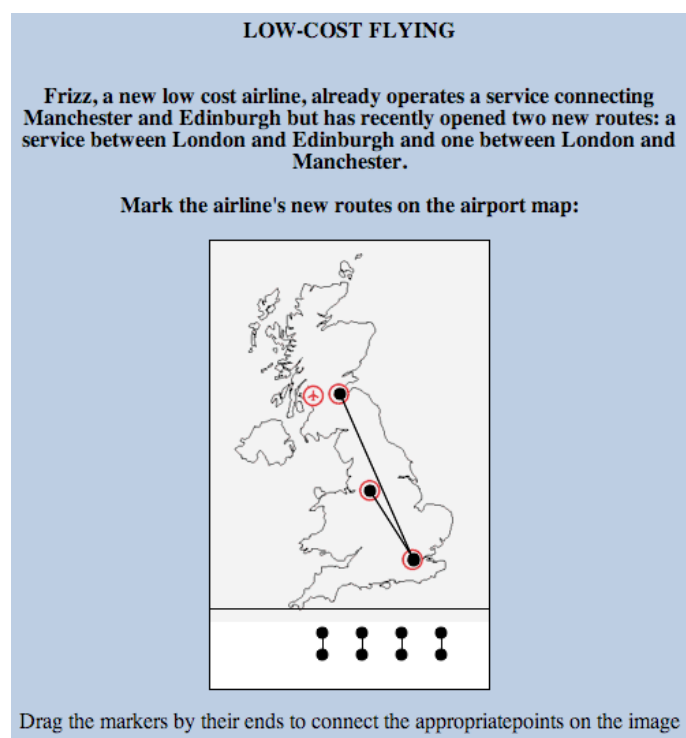 LOW-COST FLYING
Frizz, a new low cost airline, already operates a service connecting
Manchester and Edinburgh but has recently opened two new routes: a
service between London and Edinburgh and one between London and
Manchester.
Mark the airline's new routes on the airport map:
Drag the markers by their ends to connect the appropriatepoints on the image